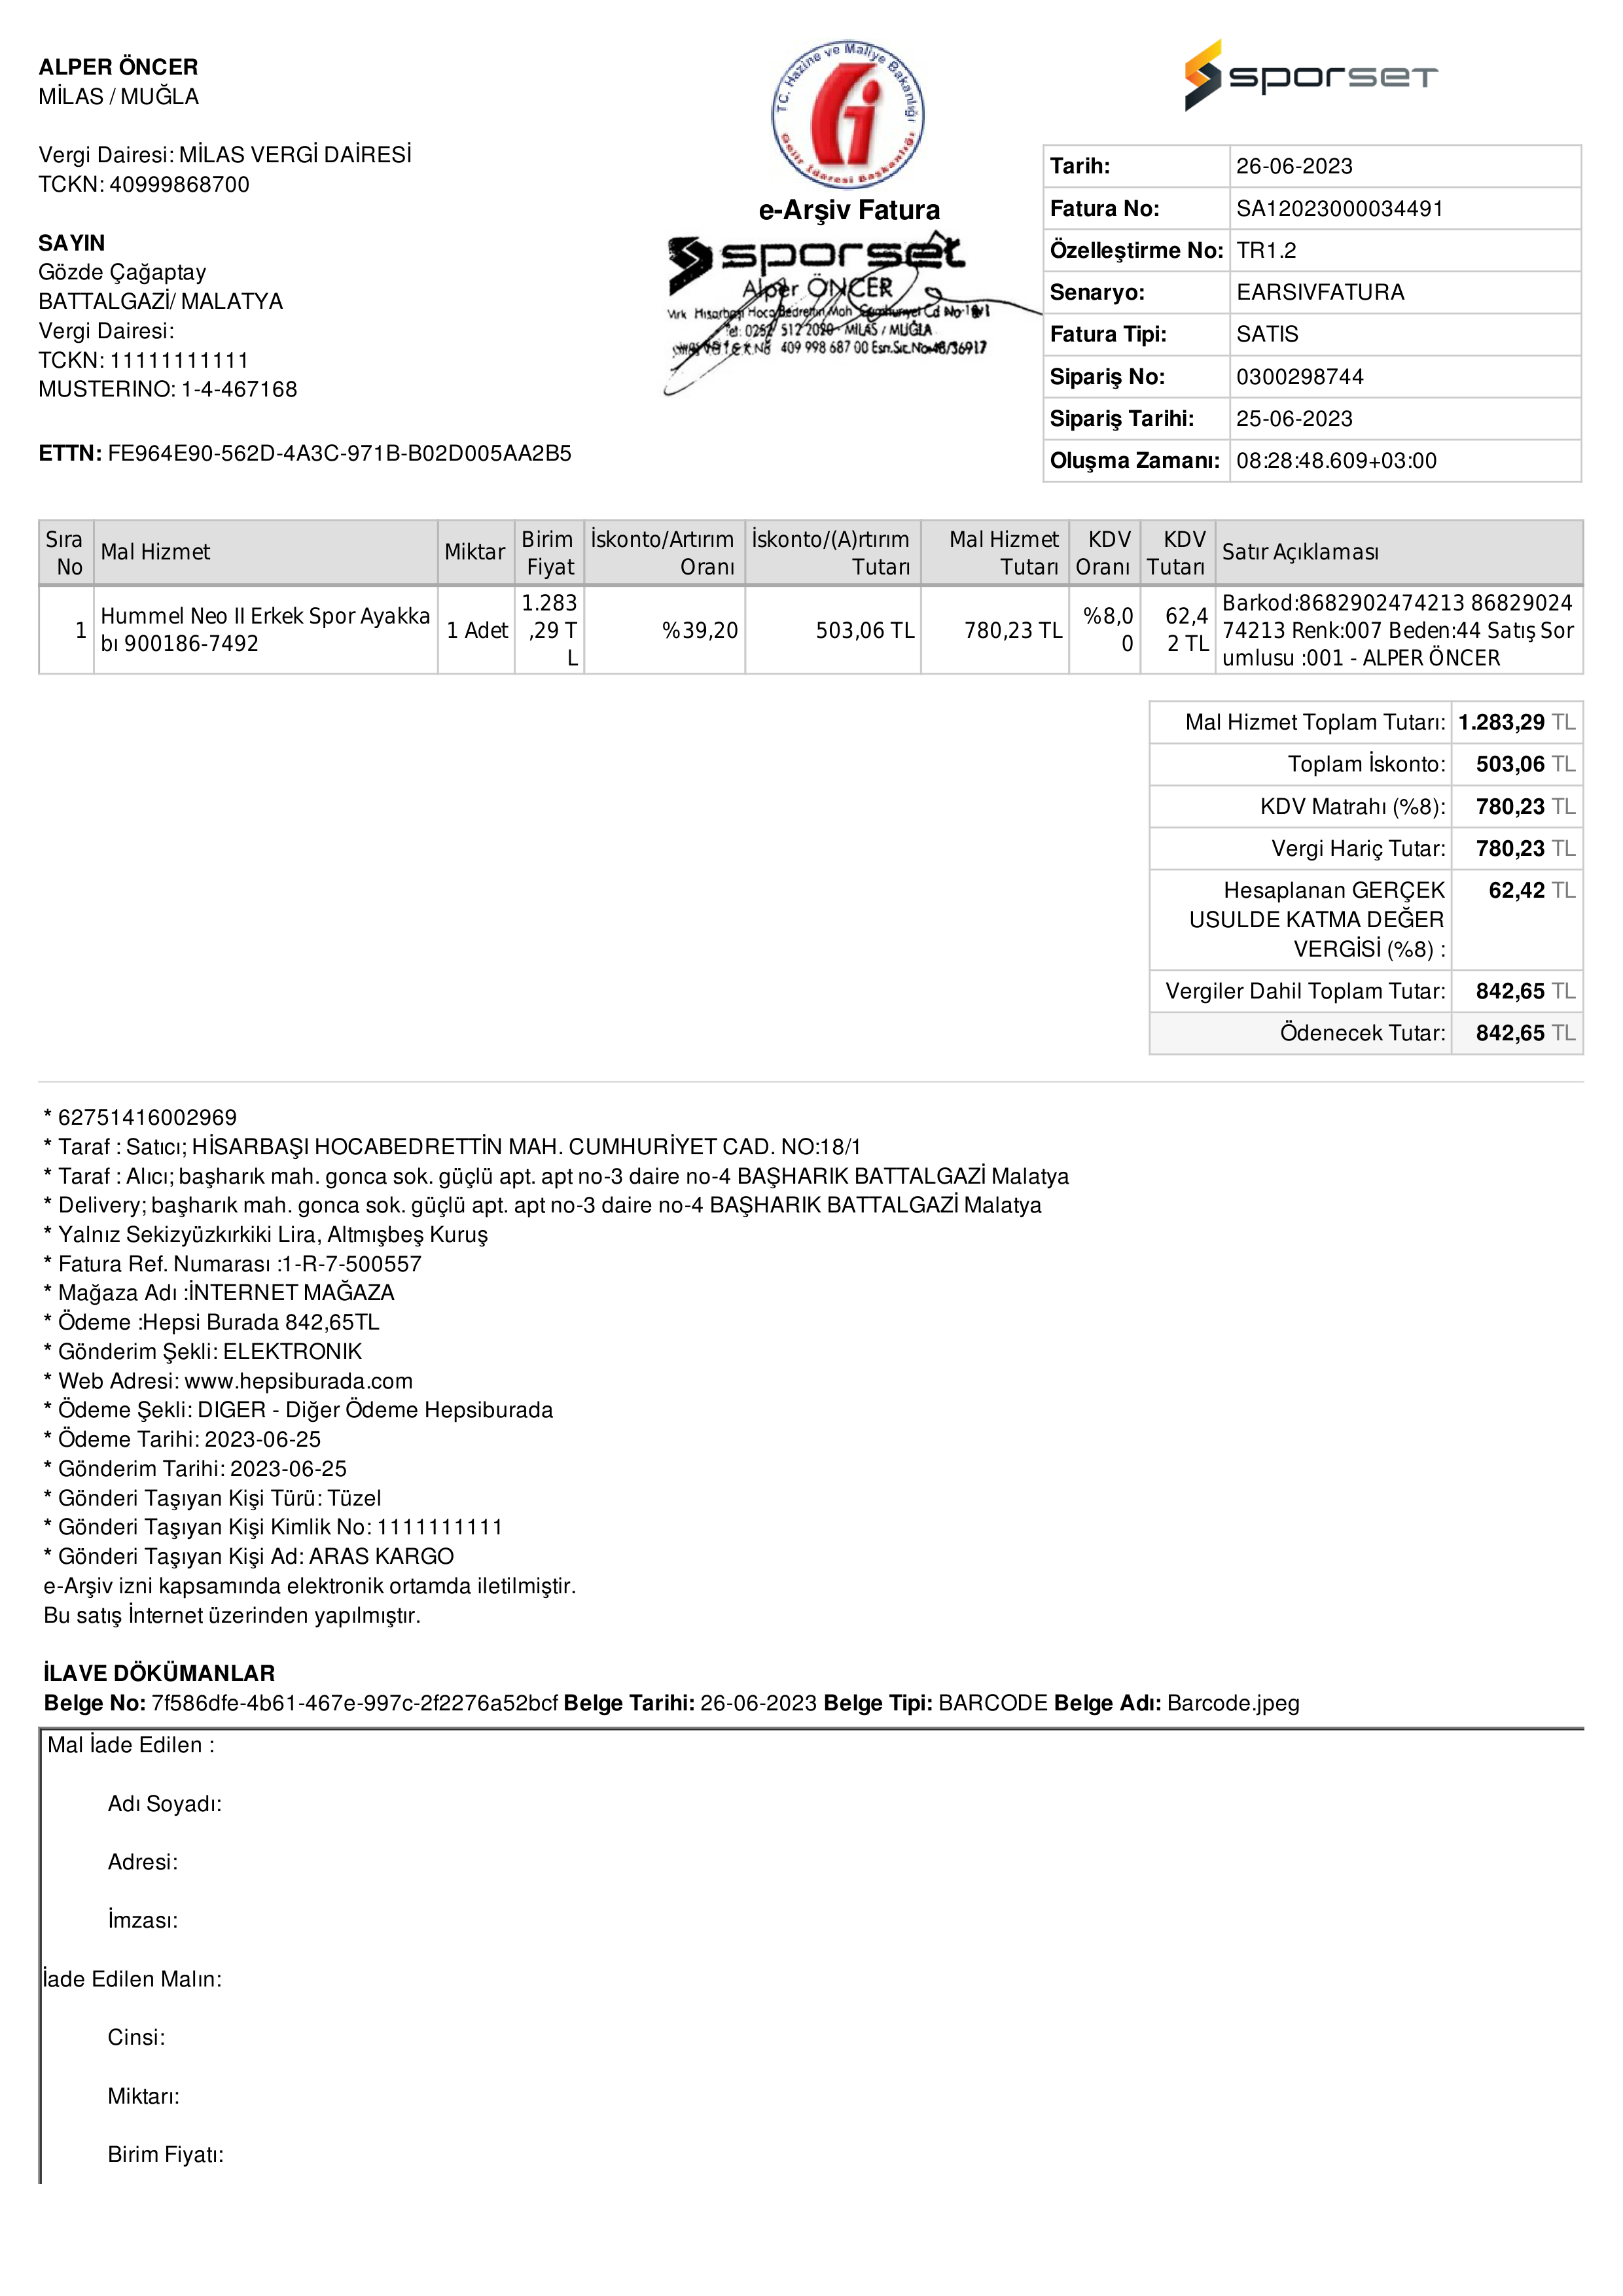 ALPER ÖNCER
MİLAS / MUĞLA
Vergi Dairesi: MİLAS VERGİ DAİRESİ
TCKN: 40999868700
SAYIN
Gözde Çağaptay
BATTALGAZİ/ MALATYA
Vergi Dairesi:
TCKN: 11111111111
MUSTERINO: 1-4-467168
ETTN: FE964E90-562D-4A3C-971B-B02D005AA2B5
TC. Hazine ve Maliye Bakanlığı
Gelir İdaresi Başkanlığı
e-Arşiv Fatura
sporset
Alper ÖNCER
Mrk Hisarbaşı Hoca Bedrettin Mah Cumhuriyet Cd No 18/1
Tel: 0252 512 2020 - MİLAS / MUĞLA
409 998 687 00 Esn.Sic.No:48/36917
sporset
Tarih: 26-06-2023
Fatura No: SA12023000034491
Özelleştirme No: TR1.2
Senaryo: EARSIVFATURA
Fatura Tipi: SATIS
Sipariş No: 0300298744
Sipariş Tarihi: 25-06-2023
Oluşma Zamanı: 08:28:48.609+03:00
Sıra No Mal Hizmet Miktar Birim Fiyat İskonto/Artırım Oranı İskonto/(A)rtırım Tutarı Mal Hizmet Tutarı KDV Oranı KDV Tutarı Satır Açıklaması
1 Hummel Neo II Erkek Spor Ayakka
bı 900186-7492 1 Adet 1.283
,29 T
L %39,20 503,06 TL 780,23 TL %8,0
0 62,4
2 TL Barkod:8682902474213 86829024
74213 Renk:007 Beden:44 Satış Sor
umlusu :001 - ALPER ÖNCER
Mal Hizmet Toplam Tutarı: 1.283,29 TL
Toplam İskonto: 503,06 TL
KDV Matrahı (%8): 780,23 TL
Vergi Hariç Tutar: 780,23 TL
Hesaplanan GERÇEK 62,42 TL
USULDE KATMA DEĞER
VERGİSİ (%8) :
Vergiler Dahil Toplam Tutar: 842,65 TL
Ödenecek Tutar: 842,65 TL
* 62751416002969
* Taraf : Satıcı; HİSARBAŞI HOCABEDRETTİN MAH. CUMHURİYET CAD. NO:18/1
* Taraf : Alıcı; başharık mah. gonca sok. güçlü apt. apt no-3 daire no-4 BAŞHARIK BATTALGAZİ Malatya
* Delivery; başharık mah. gonca sok. güçlü apt. apt no-3 daire no-4 BAŞHARIK BATTALGAZİ Malatya
* Yalnız Sekizyüzkırkiki Lira, Altmışbeş Kuruş
* Fatura Ref. Numarası :1-R-7-500557
* Mağaza Adı :İNTERNET MAĞAZA
* Ödeme :Hepsi Burada 842,65TL
* Gönderim Şekli: ELEKTRONIK
* Web Adresi: www.hepsiburada.com
* Ödeme Şekli: DIGER - Diğer Ödeme Hepsiburada
* Ödeme Tarihi: 2023-06-25
* Gönderim Tarihi: 2023-06-25
* Gönderi Taşıyan Kişi Türü: Tüzel
* Gönderi Taşıyan Kişi Kimlik No: 1111111111
* Gönderi Taşıyan Kişi Ad: ARAS KARGO
e-Arşiv izni kapsamında elektronik ortamda iletilmiştir.
Bu satış İnternet üzerinden yapılmıştır.
İLAVE DÖKÜMANLAR
Belge No: 7f586dfe-4b61-467e-997c-2f2276a52bcf Belge Tarihi: 26-06-2023 Belge Tipi: BARCODE Belge Adı: Barcode.jpeg
Mal İade Edilen :
Adı Soyadı:
Adresi:
İmzası:
İade Edilen Malın:
Cinsi:
Miktarı:
Birim Fiyatı: